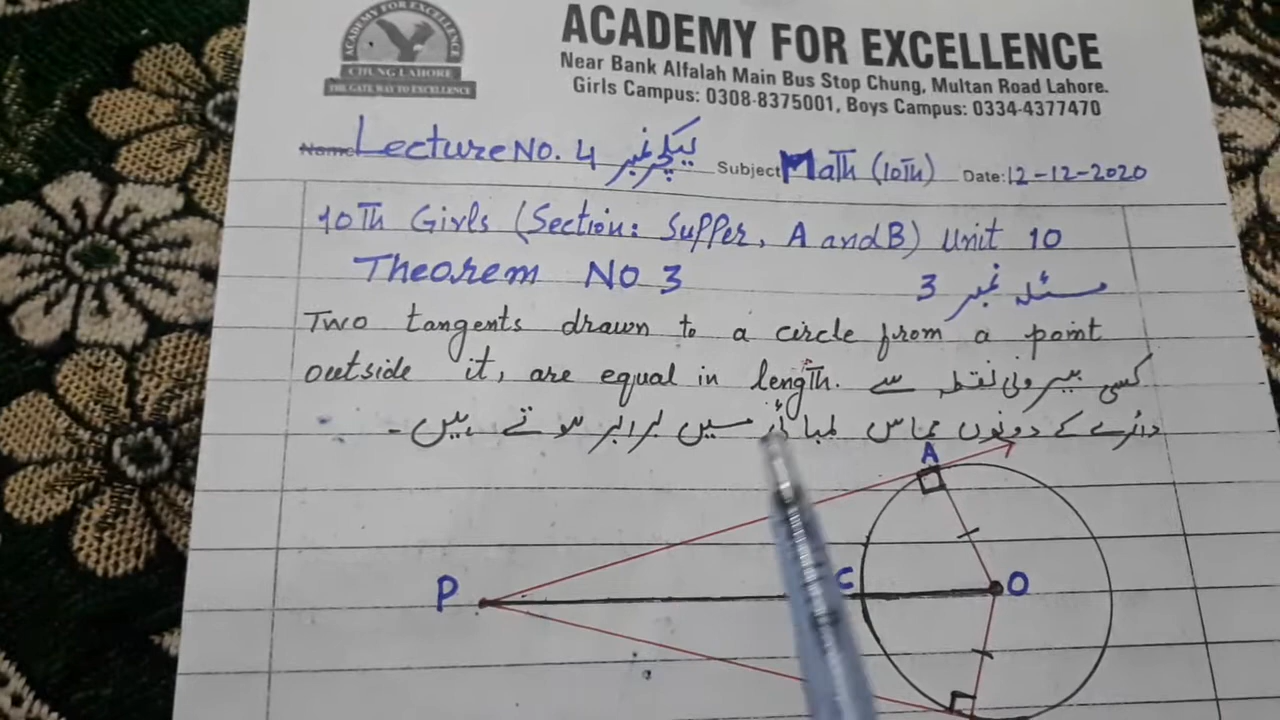 ACADEMY FOR EXCELLENCE
CHUNG LAHORE
THE GATE WAY TO EXCELLENCE
ACADEMY FOR EXCELLENCE
Near Bank Alfalah Main Bus Stop Chung, Multan Road Lahore.
Girls Campus: 0308-8375001, Boys Campus: 0334-4377470
Name Lecture No. 4 لیکچر نمبر Subject Math (10Th) Date: 12-12-2020
10Th Girls (Section: Supper, A and B) Unit 10
Theorem No 3 مسئلہ نمبر 3
Two tangents drawn to a circle from a point
outside it, are equal in length. کسی بیرونی نقطہ سے
دائرے کے دونوں مماس لمبائی میں برابر ہوتے ہیں۔
A
P
C
O